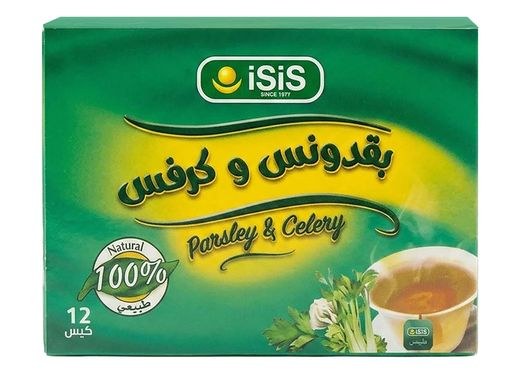 iSiS
SINCE 1977
بقدونس و كرفس
Parsley & Celery
Natural
100%
طبيعي
12
كيس
iSiS